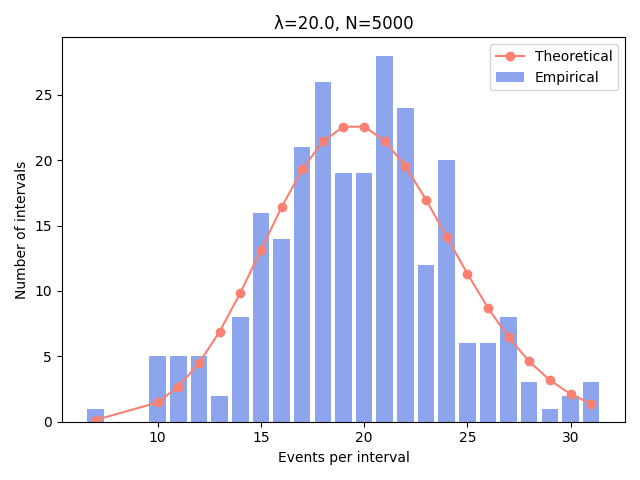 λ=20.0, N=5000
Theoretical
Empirical
Number of intervals
25
20
15
10
5
0
10 15 20 25 30
Events per interval